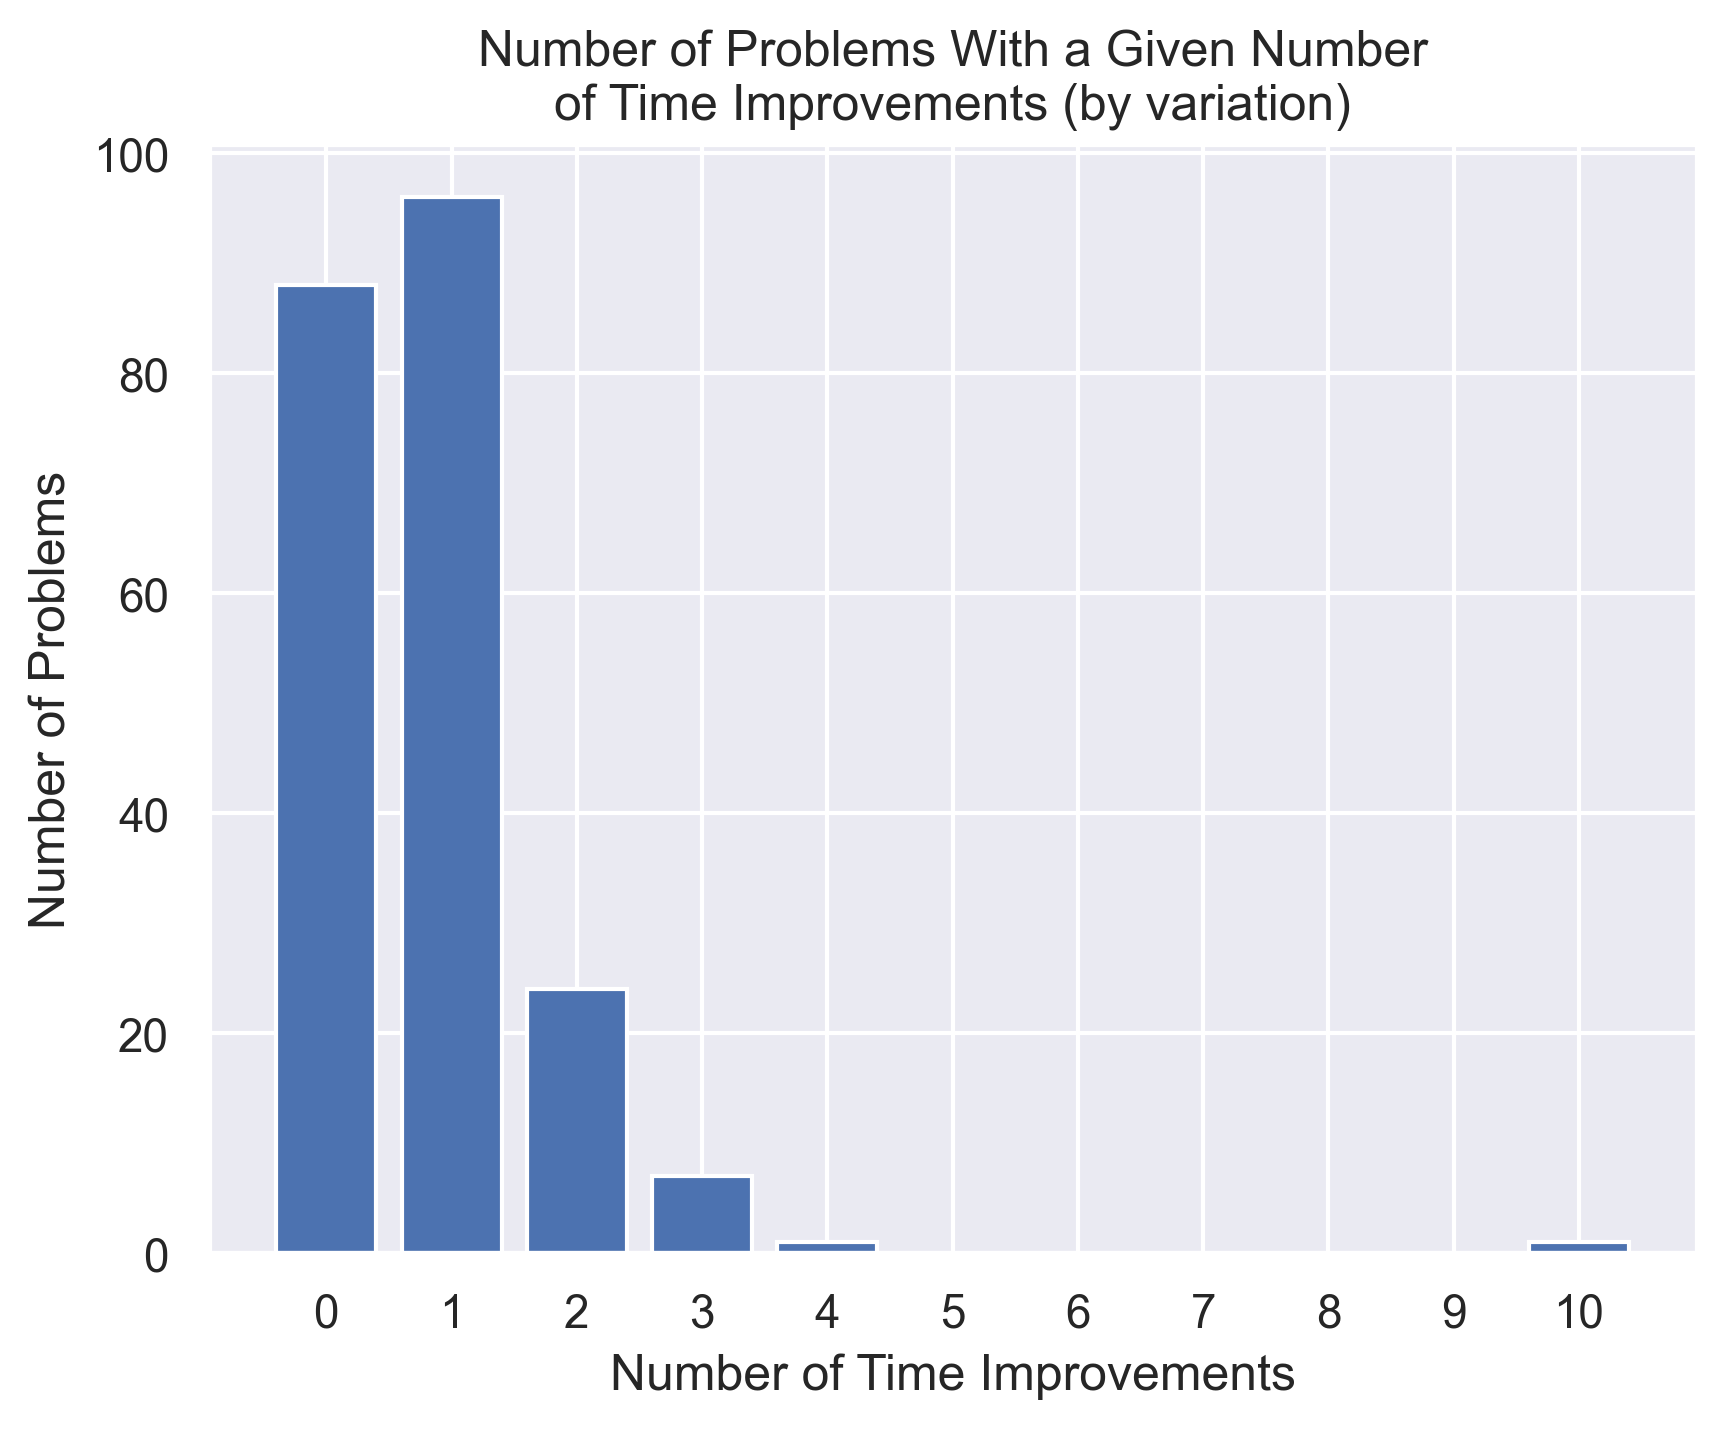 Number of Problems With a Given Number
of Time Improvements (by variation)
100
80
60
40
20
0
Number of Problems
0 1 2 3 4 5 6 7 8 9 10
Number of Time Improvements